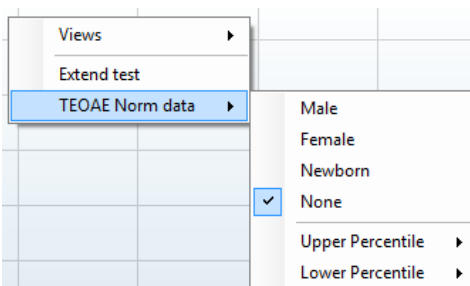 Views
Extend test
TEOAE Norm data
Male
Female
Newborn
None
Upper Percentile
Lower Percentile